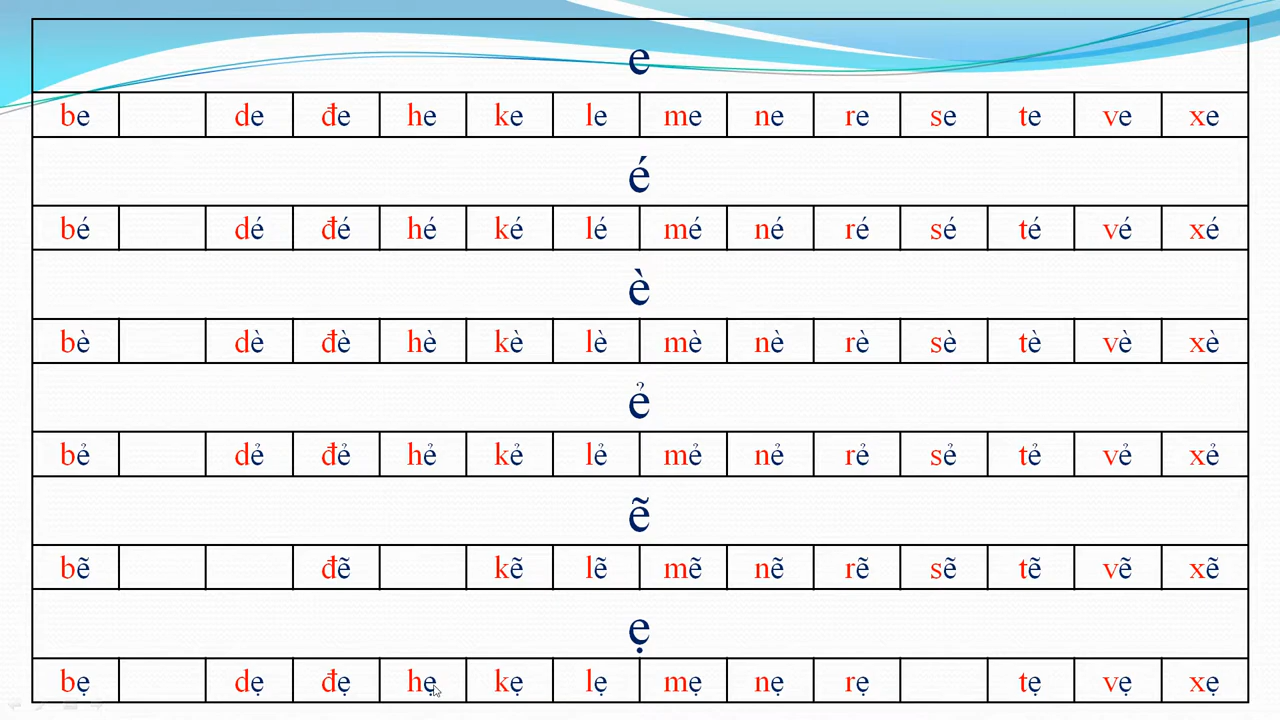 e
be de đe he ke le me ne re se te ve xe
é
bé dé đé hé ké lé mé né ré sé té vé xé
è
bè dè đè hè kè lè mè nè rè sè tè vè xè
ẻ
bẻ dẻ đẻ hẻ kẻ lẻ mẻ nẻ rẻ sẻ tẻ vẻ xẻ
ẽ
bẽ đẽ kẽ lẽ mẽ nẽ rẽ sẽ tẽ vẽ xẽ
ẹ
bẹ dẹ đẹ hẹ kẹ lẹ mẹ nẹ rẹ tẹ vẹ xẹ